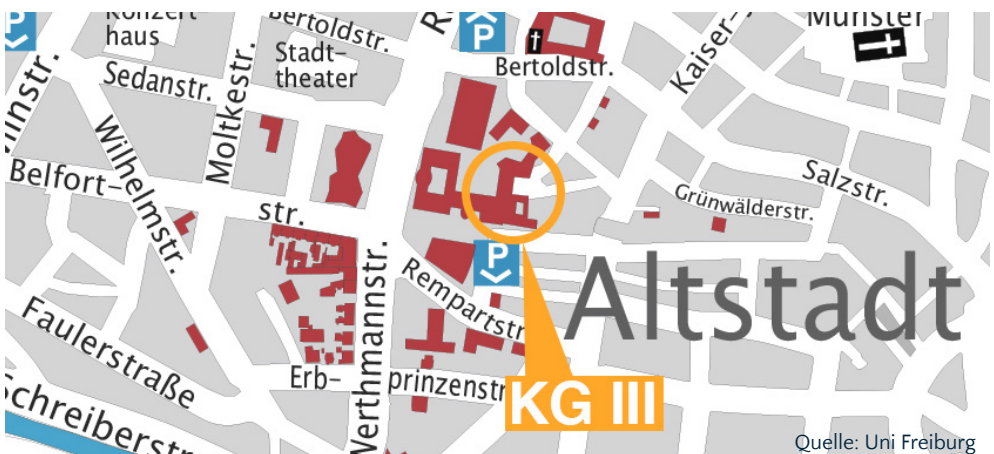 Konzert-
haus
Bertoldstr.
Stadt-
theater
P
P
Bertoldstr.
Kaiser-
Münster
Sedanstr.
Moltkestr.
Wilhelmstr.
Belfort-
str.
Salzstr.
Grünwälderstr.
P
Altstadt
Rempartstr.
Werthmannstr.
Faulerstraße
Erb-
prinzenstr.
KG III
Quelle: Uni Freiburg